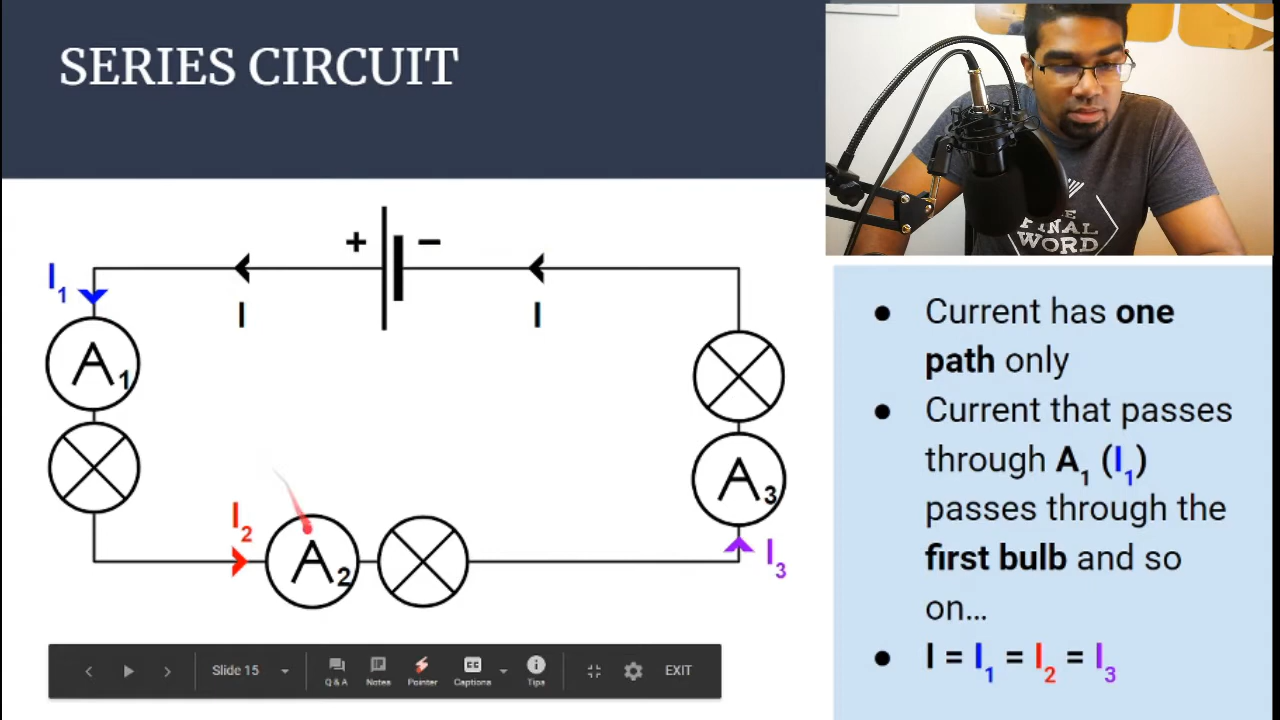 SERIES CIRCUIT
FINAL
WORD
+ −
I₁
I
I
A₁
A₃
I₂
A₂
I₃
● Current has one
path only
● Current that passes
through A₁ (I₁)
passes through the
first bulb and so
on...
● I = I₁ = I₂ = I₃
Slide 15
Q & A
Notes
Pointer
CC
Captions
Tips
EXIT